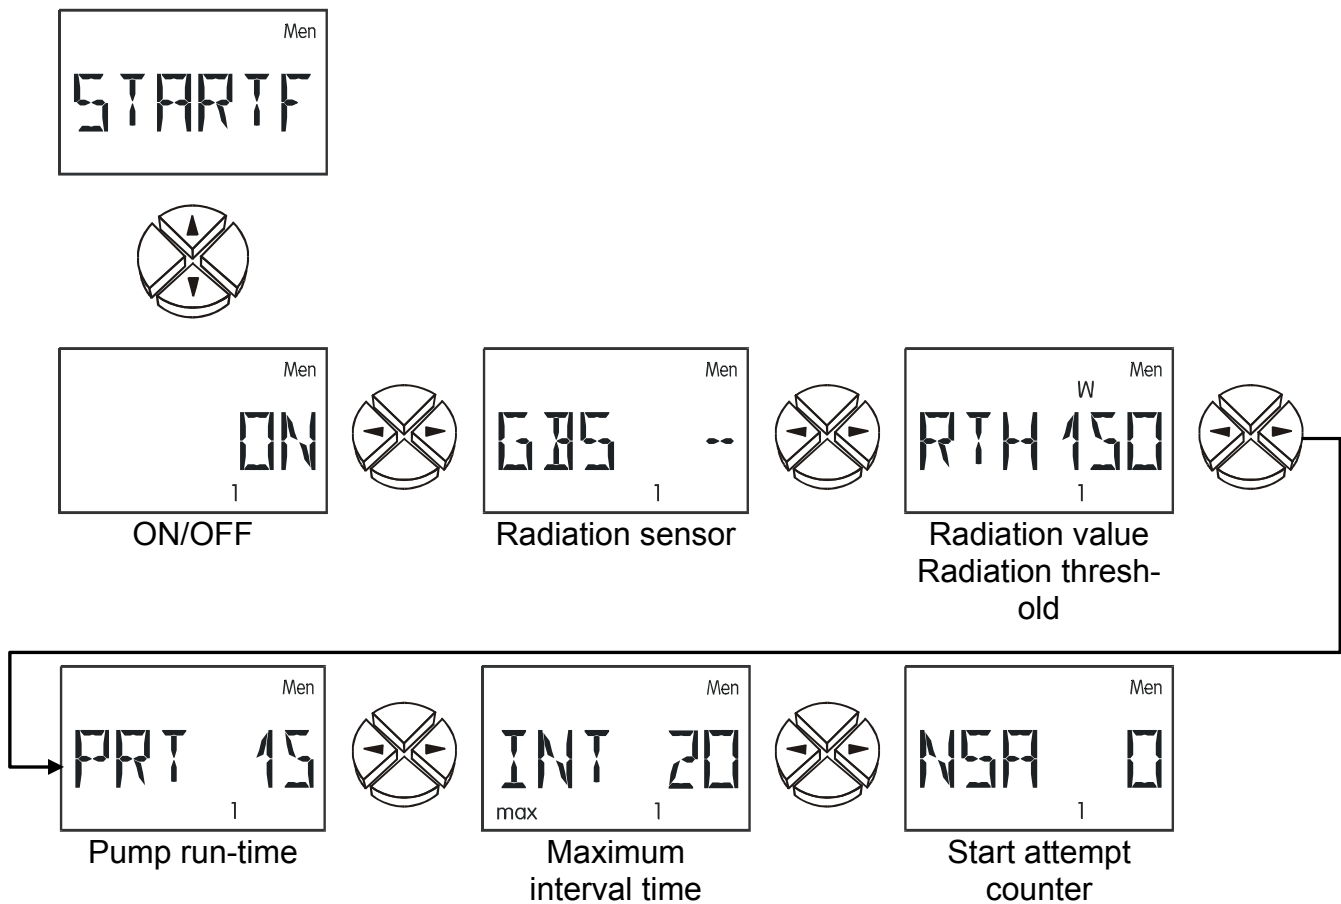 Men
STARTF
Men
ON
1
ON/OFF
Men
GBS --
1
Radiation sensor
Men
W
RTH 150
1
Radiation value
Radiation thresh-
old
Men
PRT 15
1
Pump run-time
Men
INT 20
max 1
Maximum
interval time
Men
NSA 0
1
Start attempt
counter